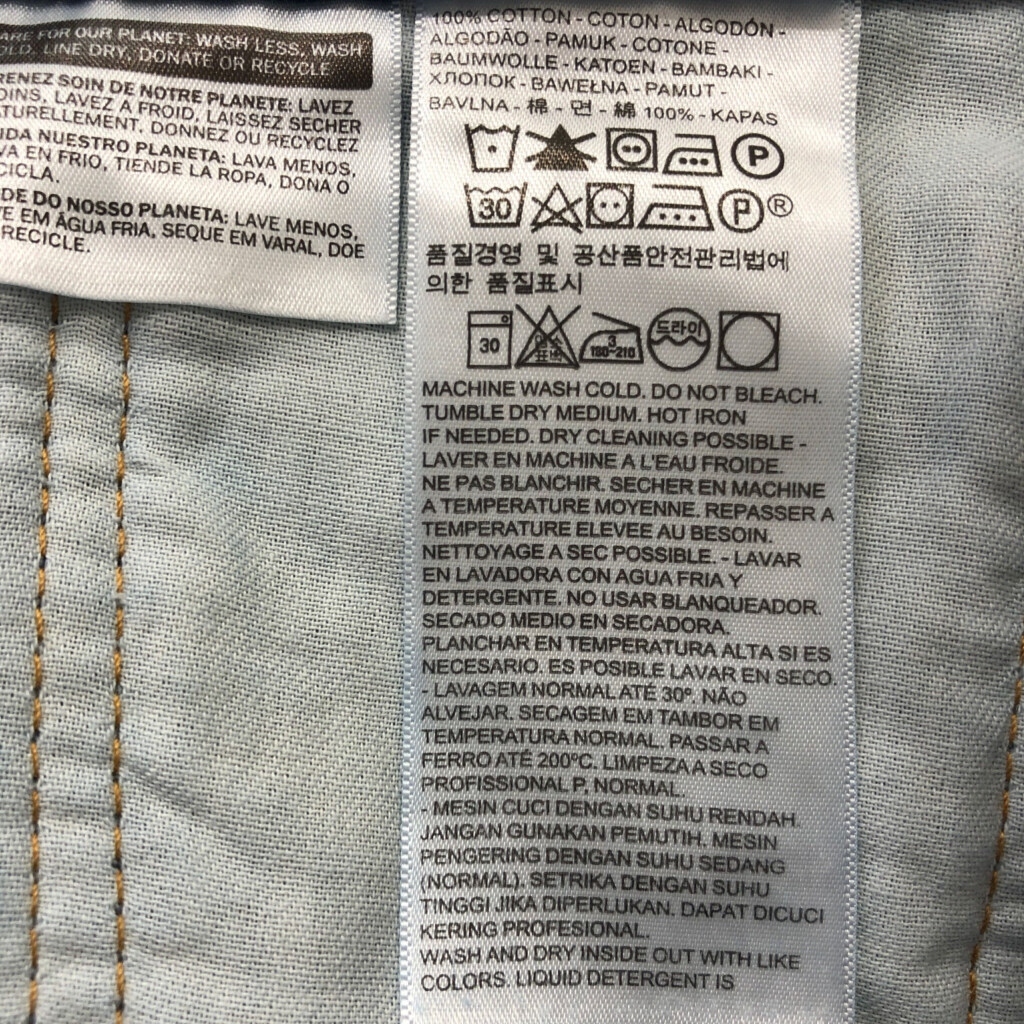 ARE FOR OUR PLANET: WASH LESS, WASH
OLD, LINE DRY, DONATE OR RECYCLE
RENEZ SOIN DE NOTRE PLANETE: LAVEZ
OINS, LAVEZ A FROID, LAISSEZ SECHER
ATURELLEMENT, DONNEZ OU RECYCLEZ
IDA NUESTRO PLANETA: LAVA MENOS,
VA EN FRIO, TIENDE LA ROPA, DONA O
CICLA.
DE DO NOSSO PLANETA: LAVE MENOS,
VE EM ÁGUA FRIA, SEQUE EM VARAL, DOE
RECICLE.
100% COTTON - COTON - ALGODÓN -
ALGODÃO - PAMUK - COTONE -
BAUMWOLLE - KATOEN - BAMBAKI -
ХЛОПОК - BAWEŁNA - PAMUT -
BAVLNA - 棉 - 면 - 綿 100% - KAPAS
P
30 P ®
품질경영 및 공산품안전관리법에
의한 품질표시
30 3 180~210 드라이
MACHINE WASH COLD. DO NOT BLEACH.
TUMBLE DRY MEDIUM. HOT IRON
IF NEEDED. DRY CLEANING POSSIBLE -
LAVER EN MACHINE A L'EAU FROIDE.
NE PAS BLANCHIR. SECHER EN MACHINE
A TEMPERATURE MOYENNE. REPASSER A
TEMPERATURE ELEVEE AU BESOIN.
NETTOYAGE A SEC POSSIBLE. - LAVAR
EN LAVADORA CON AGUA FRIA Y
DETERGENTE. NO USAR BLANQUEADOR.
SECADO MEDIO EN SECADORA.
PLANCHAR EN TEMPERATURA ALTA SI ES
NECESARIO. ES POSIBLE LAVAR EN SECO.
- LAVAGEM NORMAL ATÉ 30º. NÃO
ALVEJAR. SECAGEM EM TAMBOR EM
TEMPERATURA NORMAL. PASSAR A
FERRO ATÉ 200ºC. LIMPEZA A SECO
PROFISSIONAL P, NORMAL.
- MESIN CUCI DENGAN SUHU RENDAH.
JANGAN GUNAKAN PEMUTIH. MESIN
PENGERING DENGAN SUHU SEDANG
(NORMAL). SETRIKA DENGAN SUHU
TINGGI JIKA DIPERLUKAN. DAPAT DICUCI
KERING PROFESIONAL.
WASH AND DRY INSIDE OUT WITH LIKE
COLORS. LIQUID DETERGENT IS